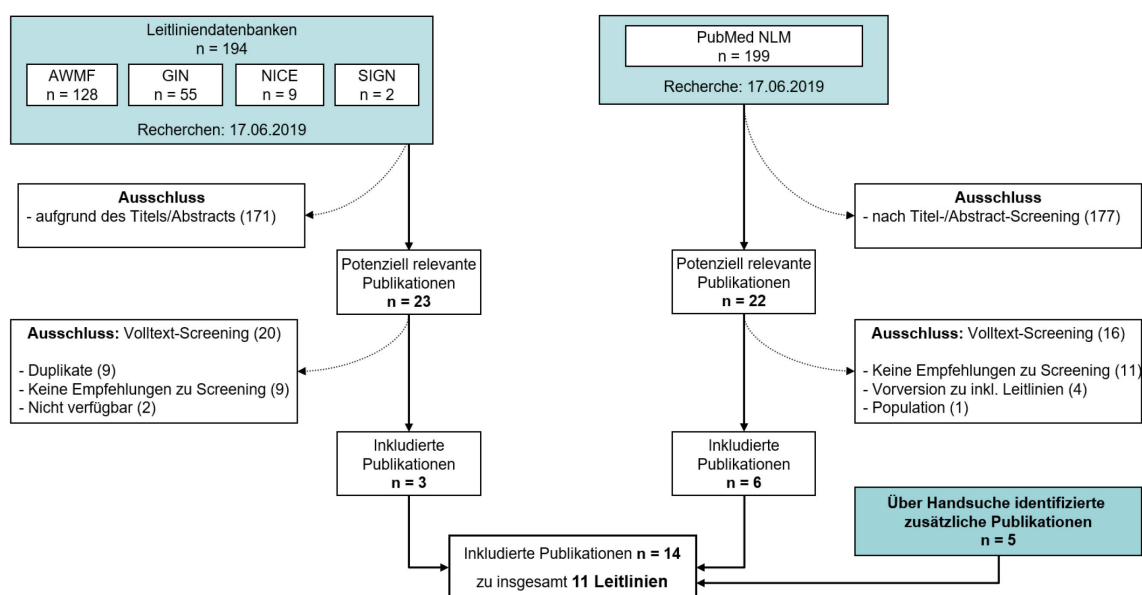 Leitliniendatenbanken
n = 194
AWMF
n = 128
GIN
n = 55
NICE
n = 9
SIGN
n = 2
Recherchen: 17.06.2019
PubMed NLM
n = 199
Recherche: 17.06.2019
Ausschluss
- aufgrund des Titels/Abstracts (171)
Ausschluss
- nach Titel-/Abstract-Screening (177)
Potenziell relevante
Publikationen
n = 23
Potenziell relevante
Publikationen
n = 22
Ausschluss: Volltext-Screening (20)
- Duplikate (9)
- Keine Empfehlungen zu Screening (9)
- Nicht verfügbar (2)
Ausschluss: Volltext-Screening (16)
- Keine Empfehlungen zu Screening (11)
- Vorversion zu inkl. Leitlinien (4)
- Population (1)
Inkludierte
Publikationen
n = 3
Inkludierte
Publikationen
n = 6
Über Handsuche identifizierte
zusätzliche Publikationen
n = 5
Inkludierte Publikationen n = 14
zu insgesamt 11 Leitlinien